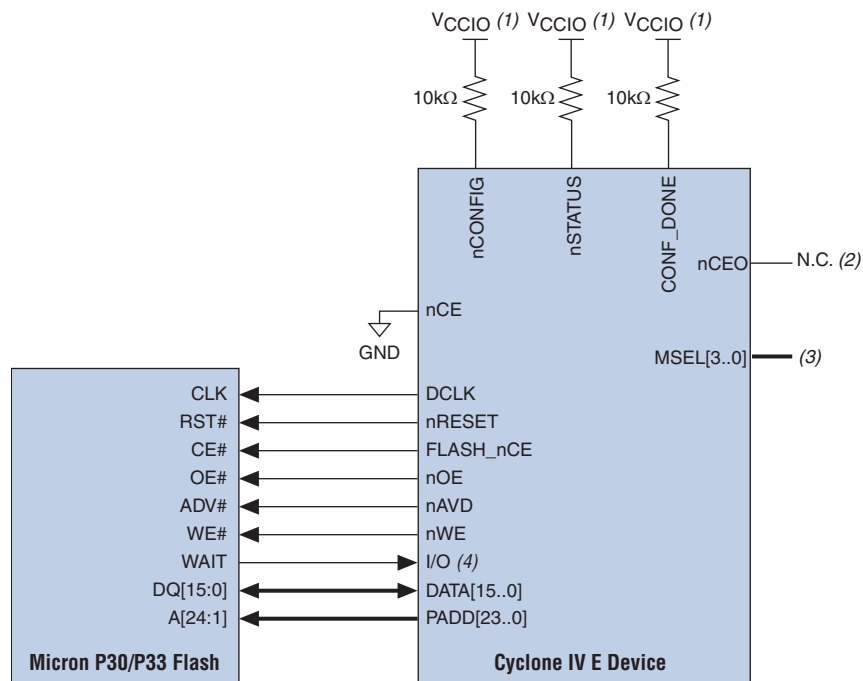 VCCIO (1) VCCIO (1) VCCIO (1)
10kΩ 10kΩ 10kΩ
nCONFIG
nSTATUS
CONF_DONE
nCEO N.C. (2)
nCE
GND
MSEL[3..0] (3)
CLK DCLK
RST# nRESET
CE# FLASH_nCE
OE# nOE
ADV# nAVD
WE# nWE
WAIT I/O (4)
DQ[15:0] DATA[15..0]
A[24:1] PADD[23..0]
Micron P30/P33 Flash Cyclone IV E Device